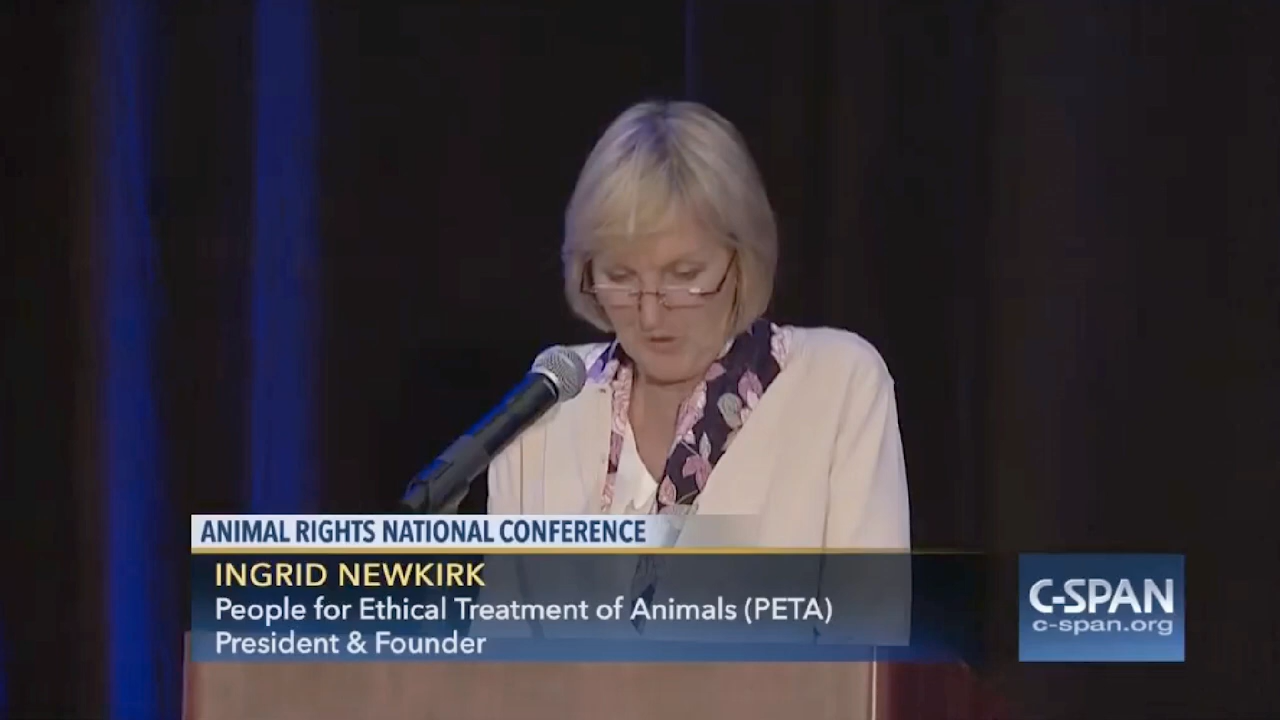 ANIMAL RIGHTS NATIONAL CONFERENCE
INGRID NEWKIRK
People for Ethical Treatment of Animals (PETA)
President & Founder
C-SPAN
c-span.org